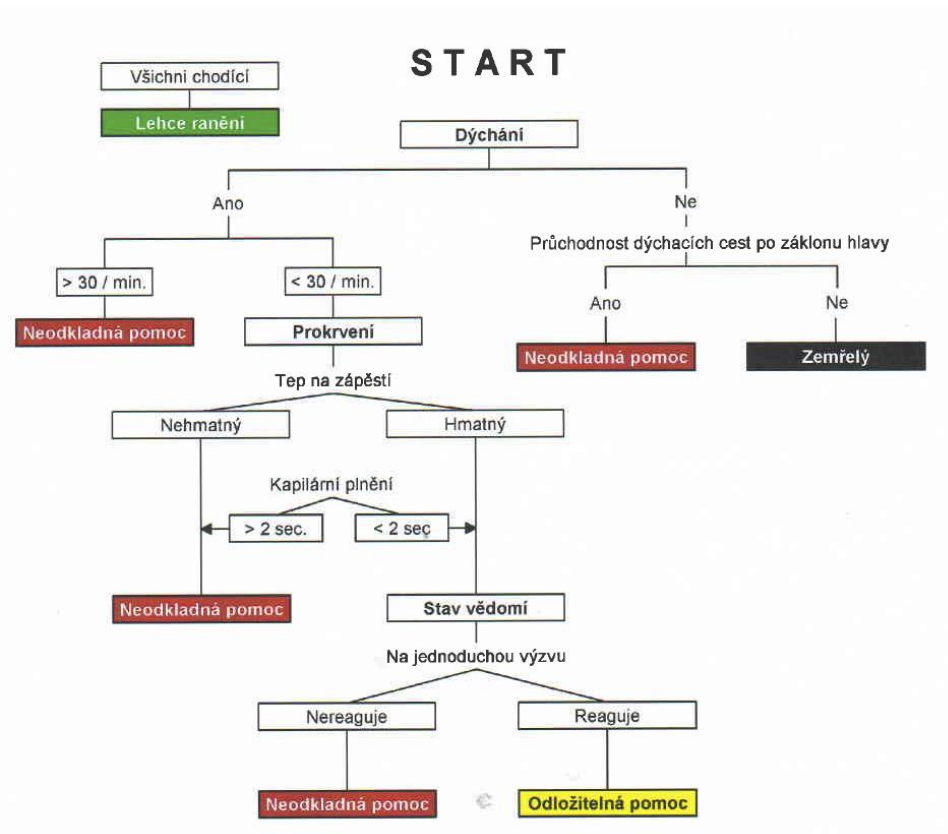 START
Všichni chodící
Lehce ranění
Dýchání
Ano
Ne
Průchodnost dýchacích cest po záklonu hlavy
> 30 / min.
< 30 / min.
Ano
Ne
Neodkladná pomoc
Prokrvení
Neodkladná pomoc
Zemřelý
Tep na zápěstí
Nehmatný
Hmatný
Kapilární plnění
> 2 sec.
< 2 sec
Neodkladná pomoc
Stav vědomí
Na jednoduchou výzvu
Nereaguje
Reaguje
Neodkladná pomoc
Odložitelná pomoc